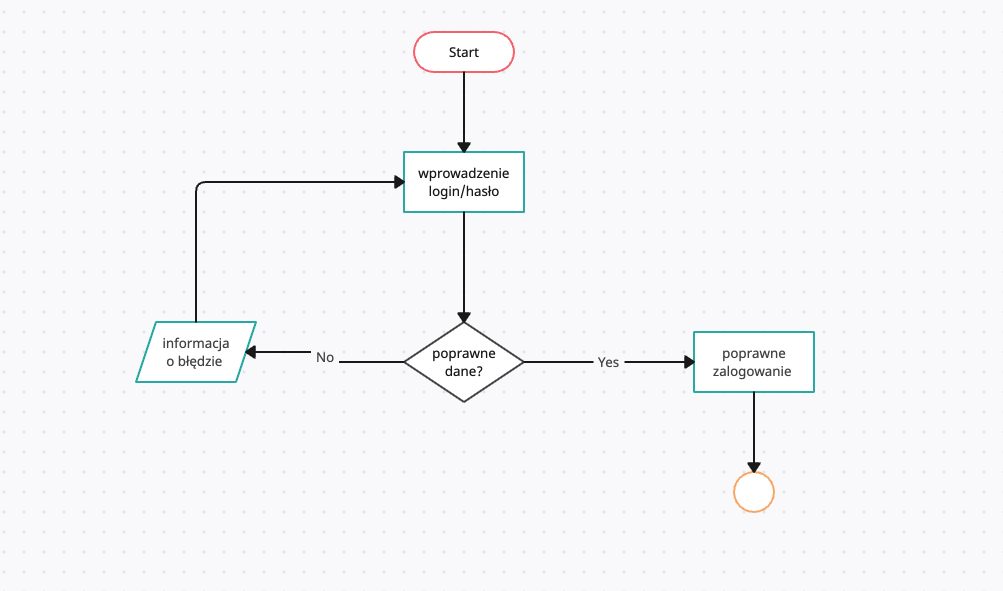 Start
wprowadzenie
login/hasło
informacja
o błędzie
No
poprawne
dane?
Yes
poprawne
zalogowanie